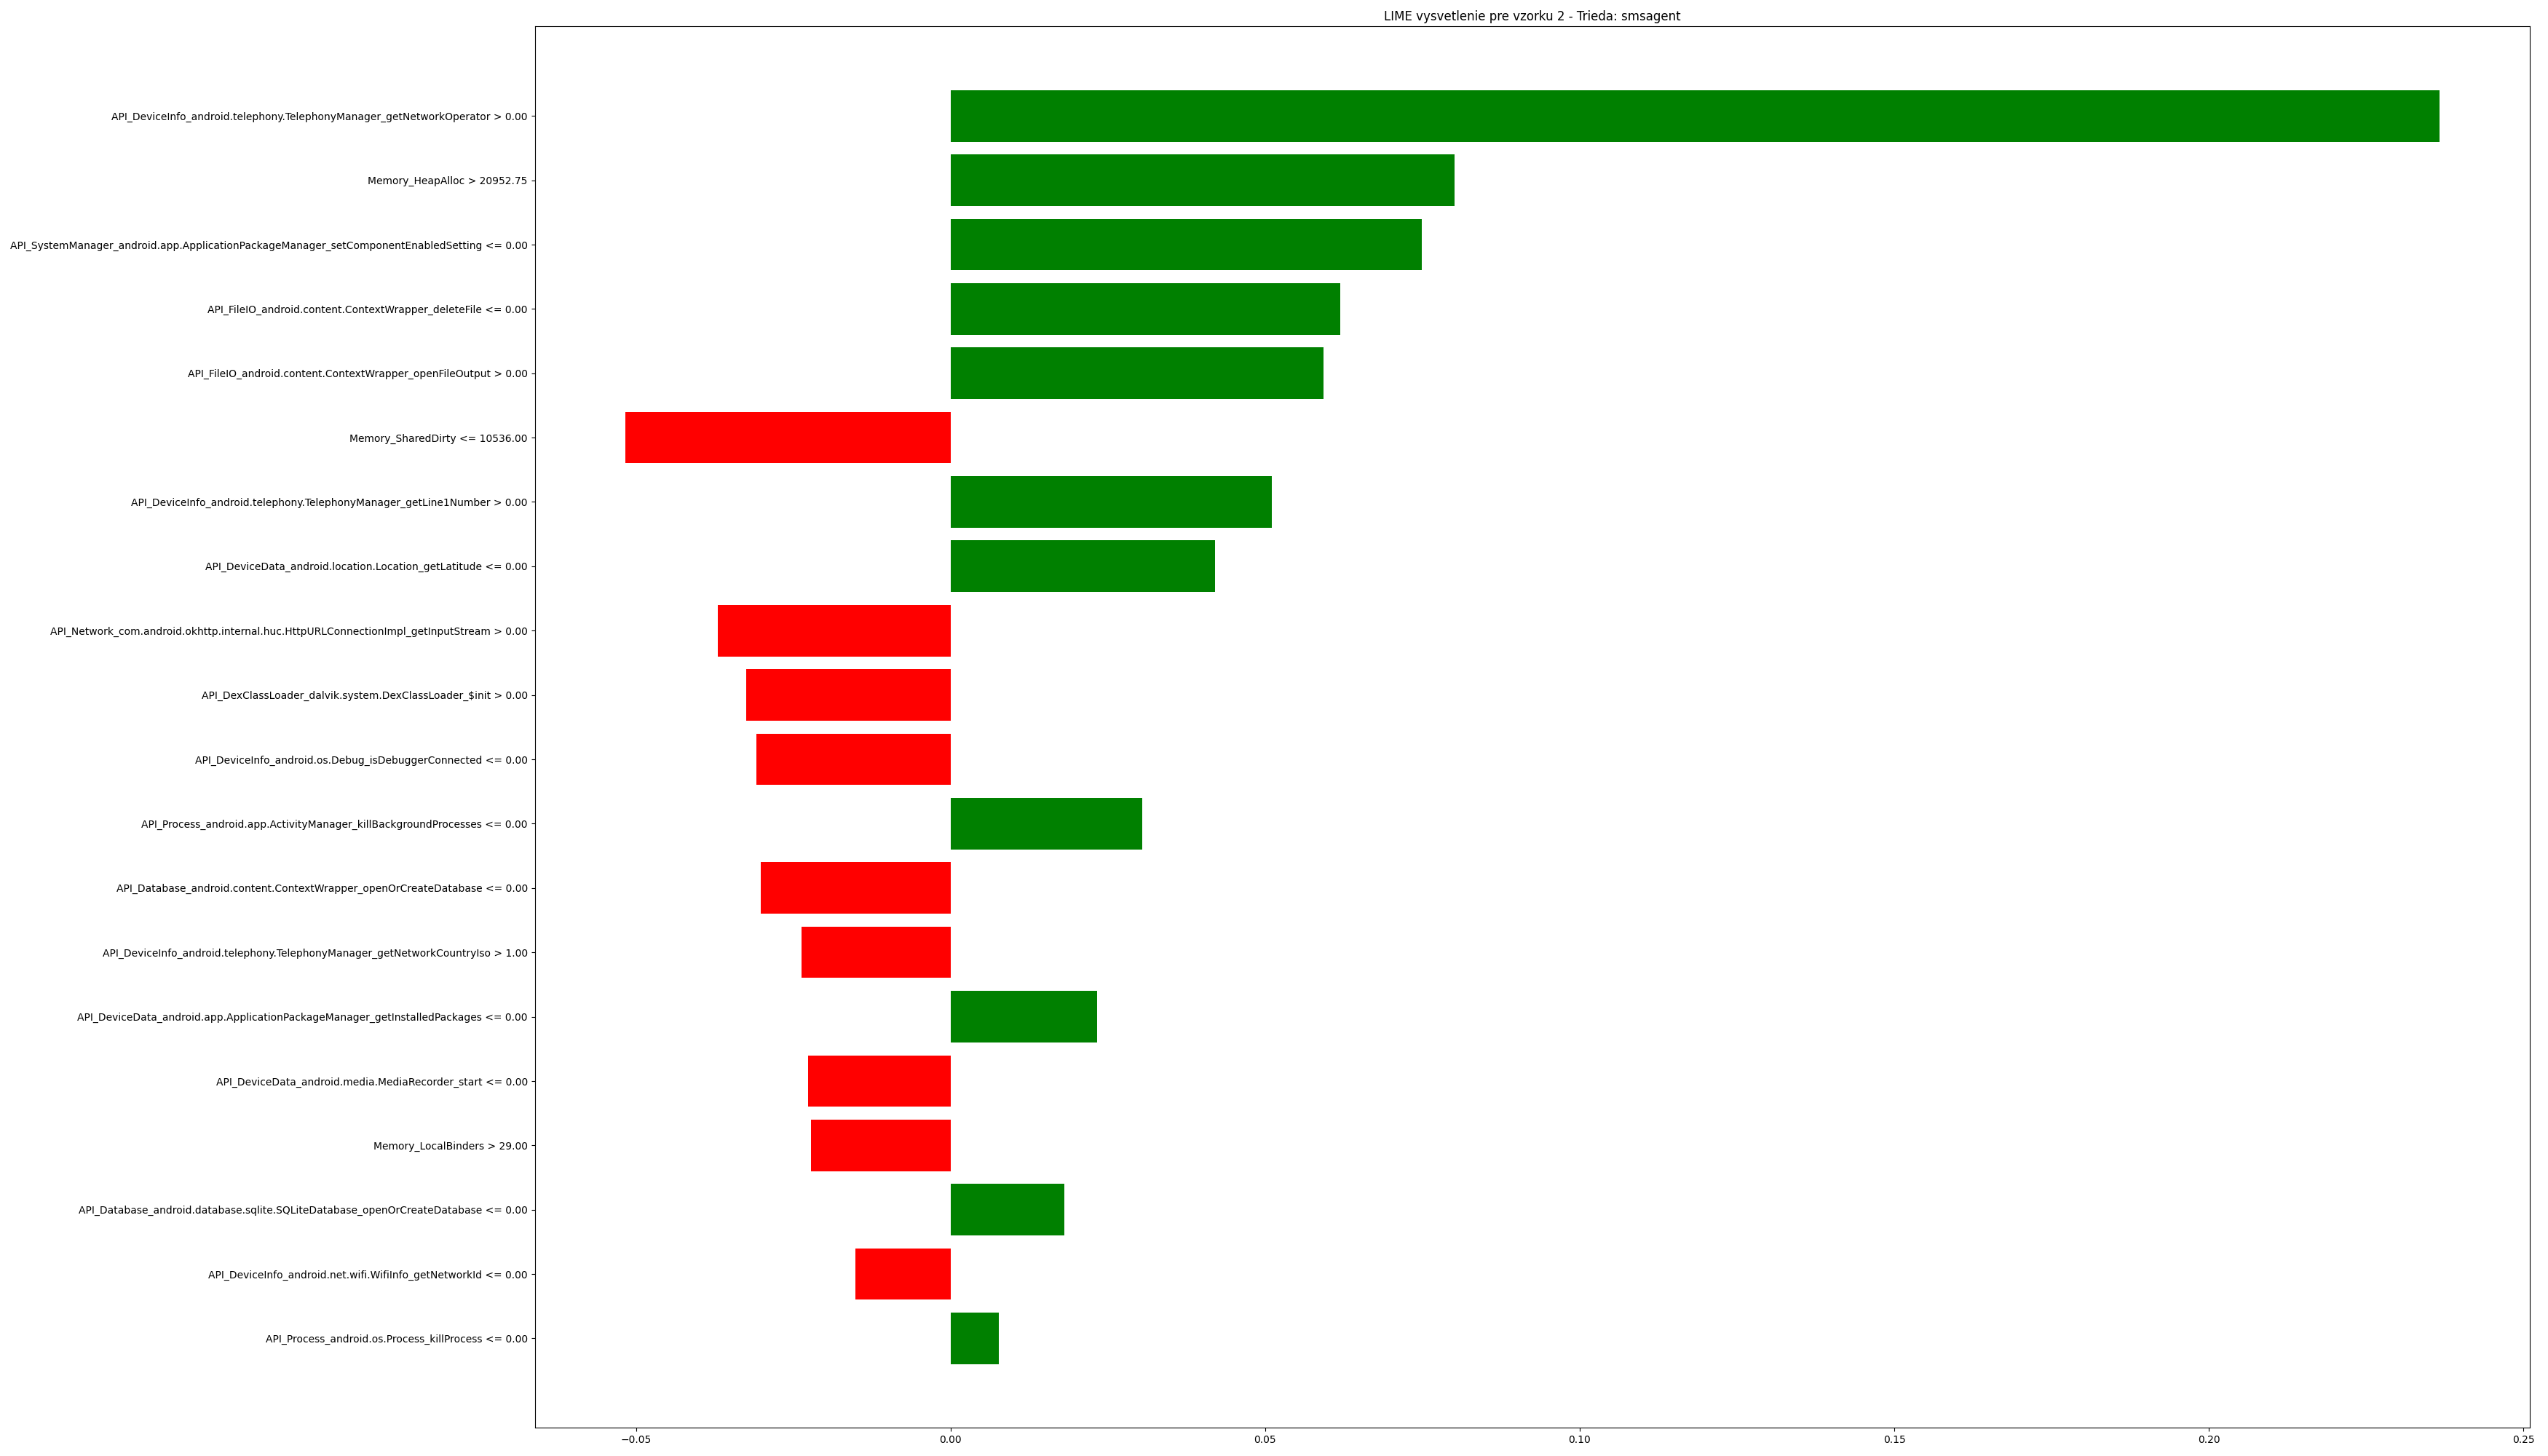 LIME vysvetlenie pre vzorku 2 - Trieda: smsagent
API_DeviceInfo_android.telephony.TelephonyManager_getNetworkOperator > 0.00
Memory_HeapAlloc > 20952.75
API_SystemManager_android.app.ApplicationPackageManager_setComponentEnabledSetting <= 0.00
API_FileIO_android.content.ContextWrapper_deleteFile <= 0.00
API_FileIO_android.content.ContextWrapper_openFileOutput > 0.00
Memory_SharedDirty <= 10536.00
API_DeviceInfo_android.telephony.TelephonyManager_getLine1Number > 0.00
API_DeviceData_android.location.Location_getLatitude <= 0.00
API_Network_com.android.okhttp.internal.huc.HttpURLConnectionImpl_getInputStream > 0.00
API_DexClassLoader_dalvik.system.DexClassLoader_$init > 0.00
API_DeviceInfo_android.os.Debug_isDebuggerConnected <= 0.00
API_Process_android.app.ActivityManager_killBackgroundProcesses <= 0.00
API_Database_android.content.ContextWrapper_openOrCreateDatabase <= 0.00
API_DeviceInfo_android.telephony.TelephonyManager_getNetworkCountryIso > 1.00
API_DeviceData_android.app.ApplicationPackageManager_getInstalledPackages <= 0.00
API_DeviceData_android.media.MediaRecorder_start <= 0.00
Memory_LocalBinders > 29.00
API_Database_android.database.sqlite.SQLiteDatabase_openOrCreateDatabase <= 0.00
API_DeviceInfo_android.net.wifi.WifiInfo_getNetworkId <= 0.00
API_Process_android.os.Process_killProcess <= 0.00
−0.05 0.00 0.05 0.10 0.15 0.20 0.25